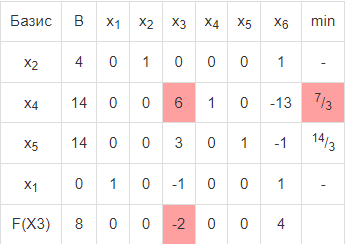 Базис B x₁ x₂ x₃ x₄ x₅ x₆ min
x₂ 4 0 1 0 0 0 1 -
x₄ 14 0 0 6 1 0 -13 ⁷/₃
x₅ 14 0 0 3 0 1 -1 ¹⁴/₃
x₁ 0 1 0 -1 0 0 1 -
F(X3) 8 0 0 -2 0 0 4